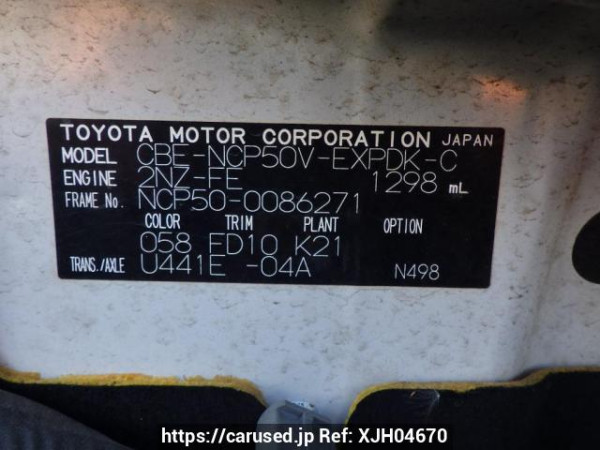 TOYOTA MOTOR CORPORATION JAPAN
MODEL CBE-NCP50V-EXPDK-C
ENGINE 2NZ-FE 1298 mL
FRAME No. NCP50-0086271
COLOR TRIM PLANT OPTION
058 FD10 K21
TRANS./AXLE U441E -04A N498
https://carused.jp Ref: XJH04670